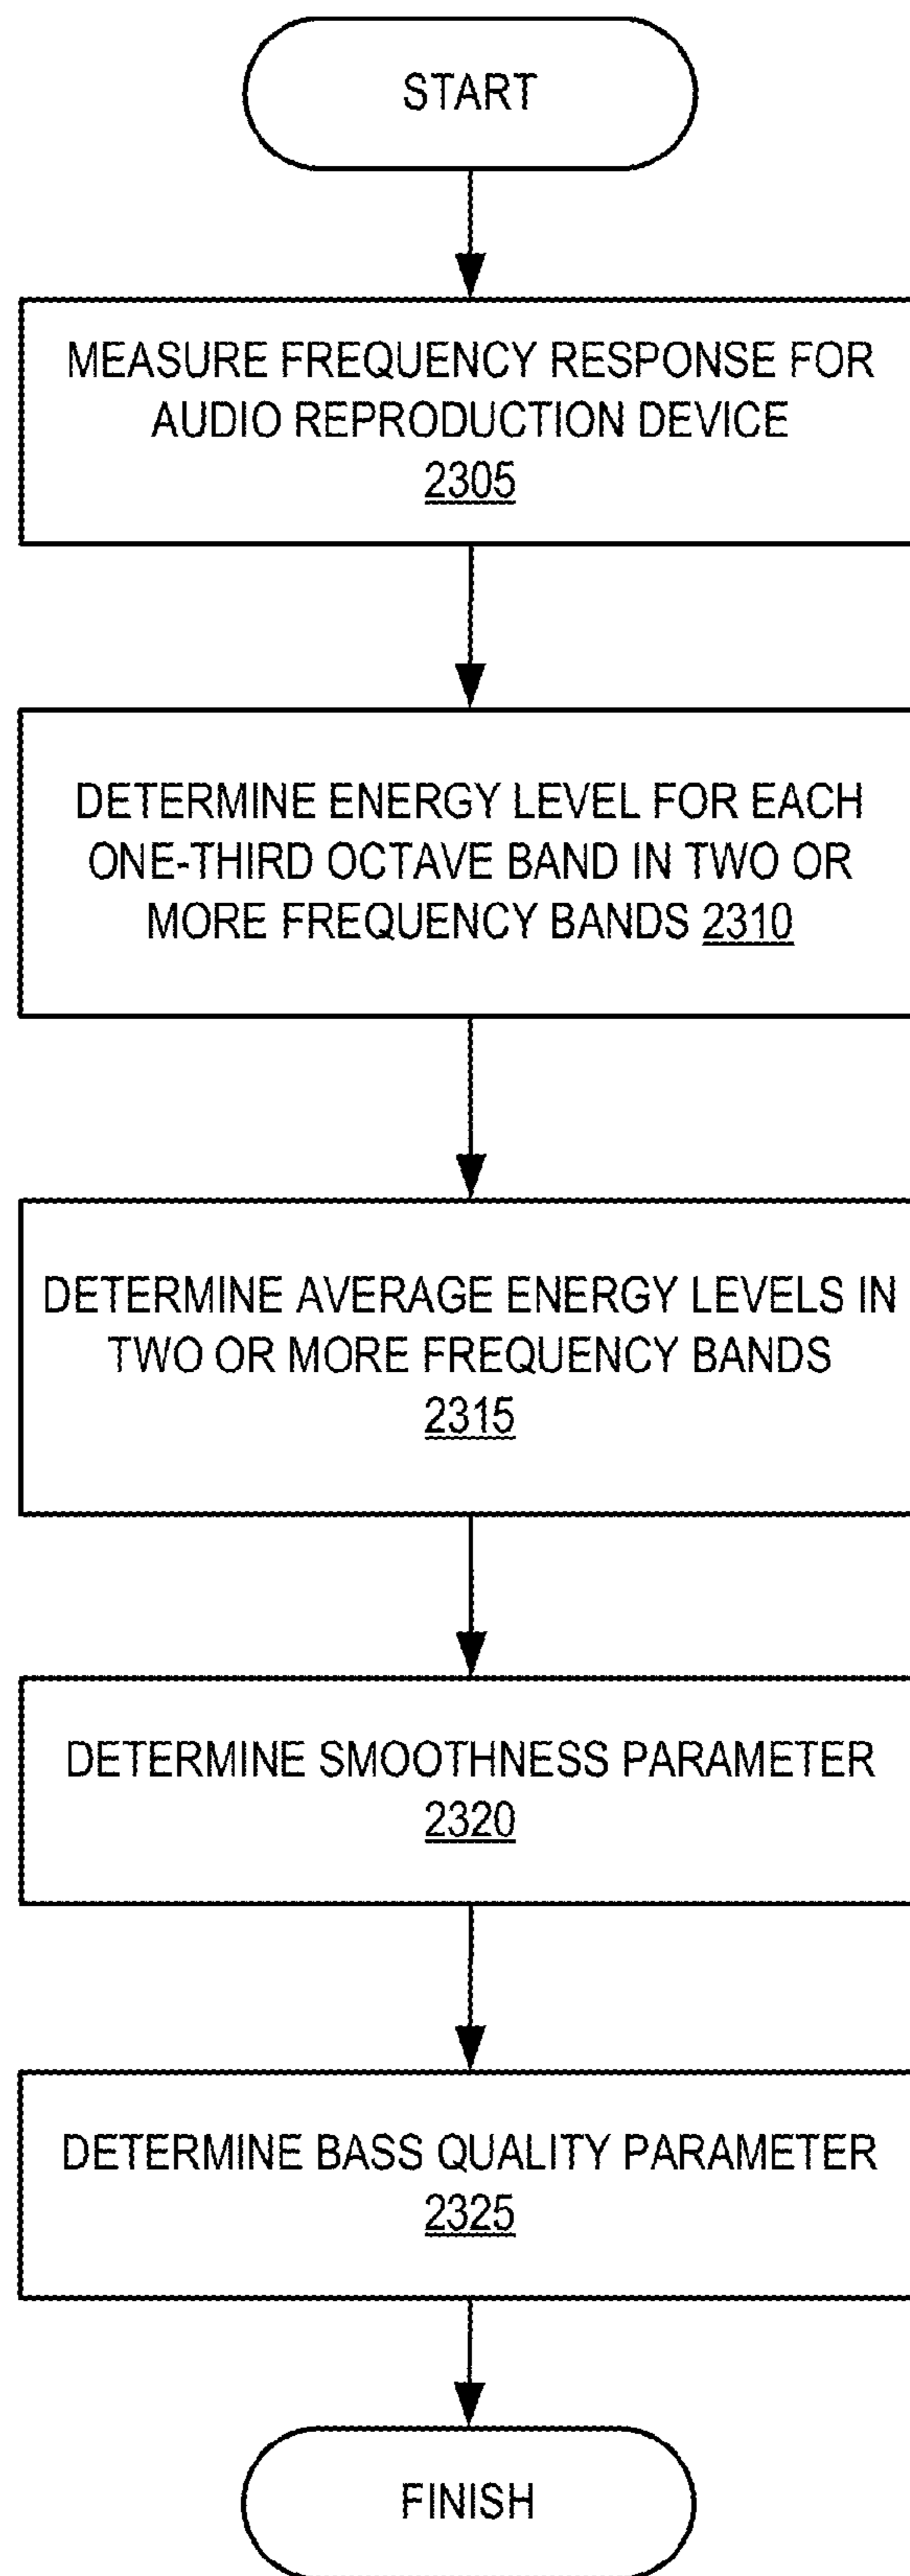 START
MEASURE FREQUENCY RESPONSE FOR
AUDIO REPRODUCTION DEVICE
2305
DETERMINE ENERGY LEVEL FOR EACH
ONE-THIRD OCTAVE BAND IN TWO OR
MORE FREQUENCY BANDS 2310
DETERMINE AVERAGE ENERGY LEVELS IN
TWO OR MORE FREQUENCY BANDS
2315
DETERMINE SMOOTHNESS PARAMETER
2320
DETERMINE BASS QUALITY PARAMETER
2325
FINISH